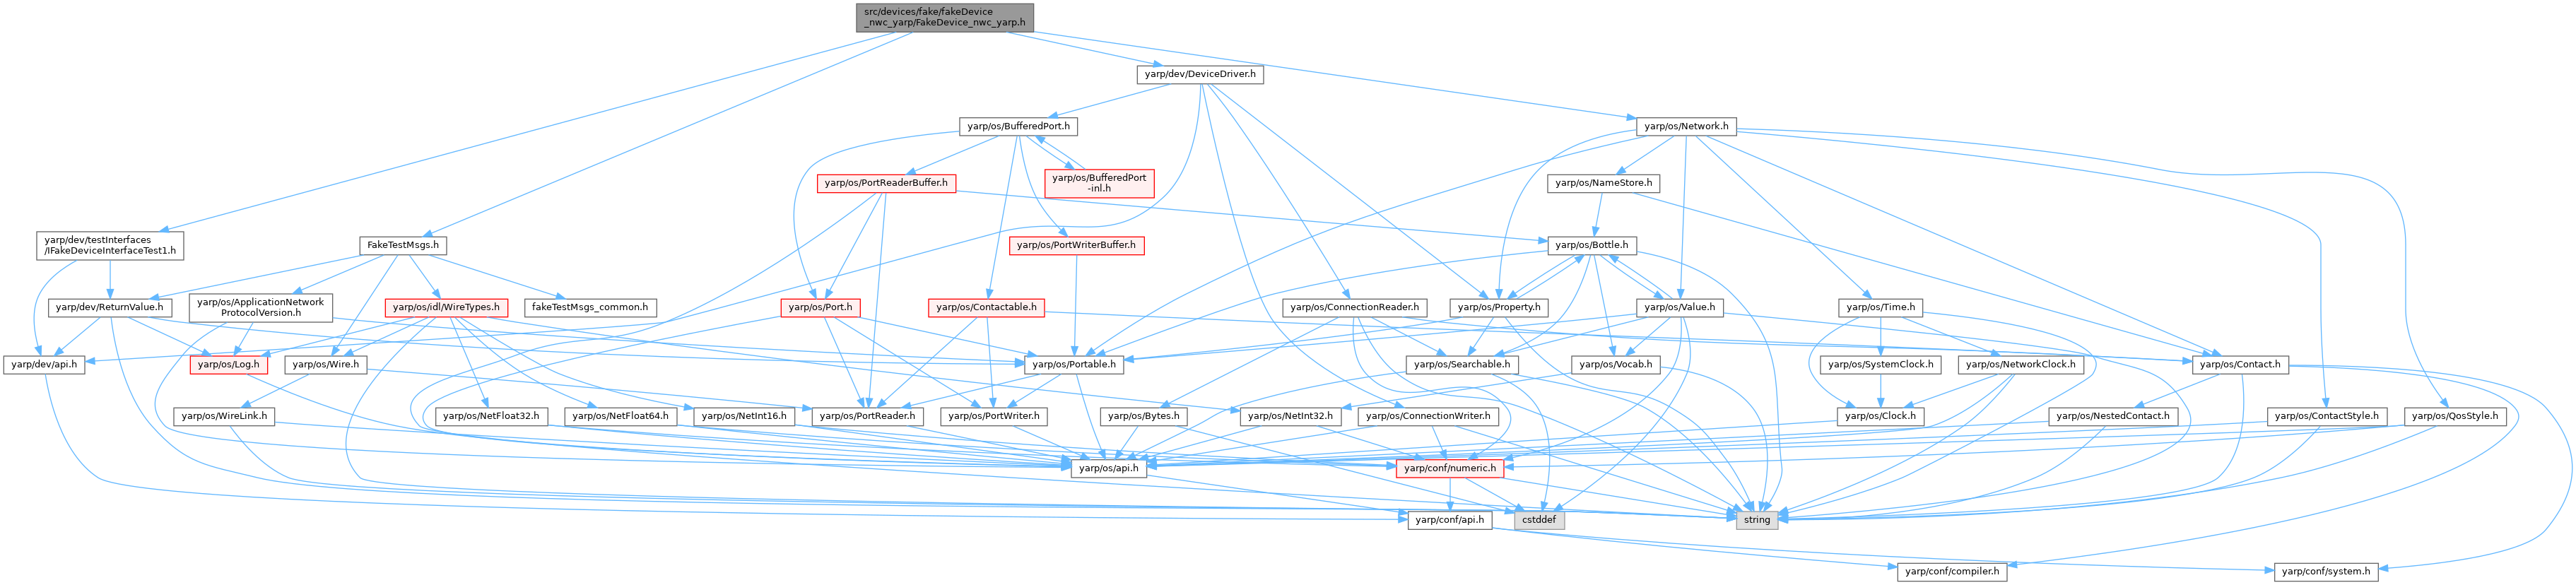 src/devices/fake/fakeDevice
_nwc_yarp/FakeDevice_nwc_yarp.h
yarp/dev/DeviceDriver.h
yarp/os/BufferedPort.h
yarp/os/Network.h
yarp/os/PortReaderBuffer.h
yarp/os/BufferedPort
-inl.h
yarp/os/NameStore.h
yarp/dev/testInterfaces
/IFakeDeviceInterfaceTest1.h
FakeTestMsgs.h
yarp/os/PortWriterBuffer.h
yarp/os/Bottle.h
yarp/dev/ReturnValue.h
yarp/os/ApplicationNetwork
ProtocolVersion.h
yarp/os/idl/WireTypes.h
fakeTestMsgs_common.h
yarp/os/Port.h
yarp/os/Contactable.h
yarp/os/ConnectionReader.h
yarp/os/Property.h
yarp/os/Value.h
yarp/os/Time.h
yarp/dev/api.h
yarp/os/Log.h
yarp/os/Wire.h
yarp/os/Portable.h
yarp/os/Searchable.h
yarp/os/Vocab.h
yarp/os/SystemClock.h
yarp/os/NetworkClock.h
yarp/os/Contact.h
yarp/os/WireLink.h
yarp/os/NetFloat32.h
yarp/os/NetFloat64.h
yarp/os/NetInt16.h
yarp/os/PortReader.h
yarp/os/PortWriter.h
yarp/os/Bytes.h
yarp/os/NetInt32.h
yarp/os/ConnectionWriter.h
yarp/os/Clock.h
yarp/os/NestedContact.h
yarp/os/ContactStyle.h
yarp/os/QosStyle.h
yarp/os/api.h
yarp/conf/numeric.h
yarp/conf/api.h
cstddef
string
yarp/conf/compiler.h
yarp/conf/system.h